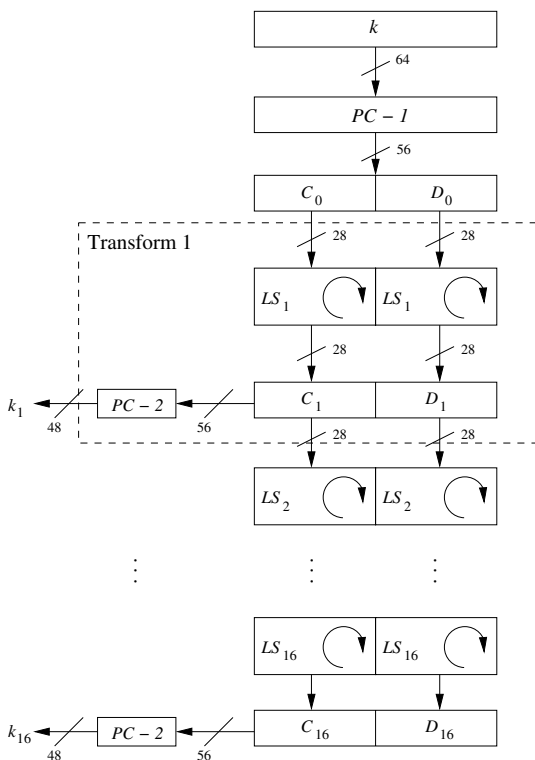 k
64
PC – 1
56
C0 D0
Transform 1
28 28
LS1 LS1
28 28
k1 48 PC – 2 56 C1 D1
28 28
LS2 LS2
LS16 LS16
k16 48 PC – 2 56 C16 D16